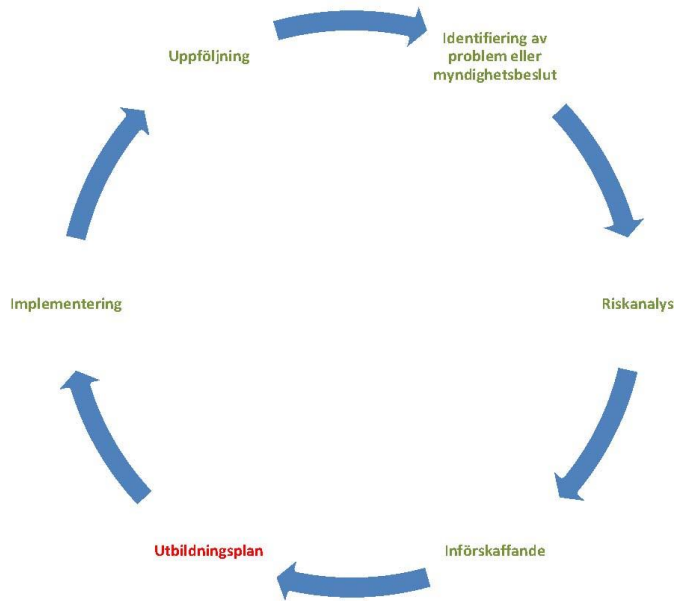 Uppföljning
Identifiering av
problem eller
myndighetsbeslut
Implementering
Riskanalys
Utbildningsplan
Införskaffande